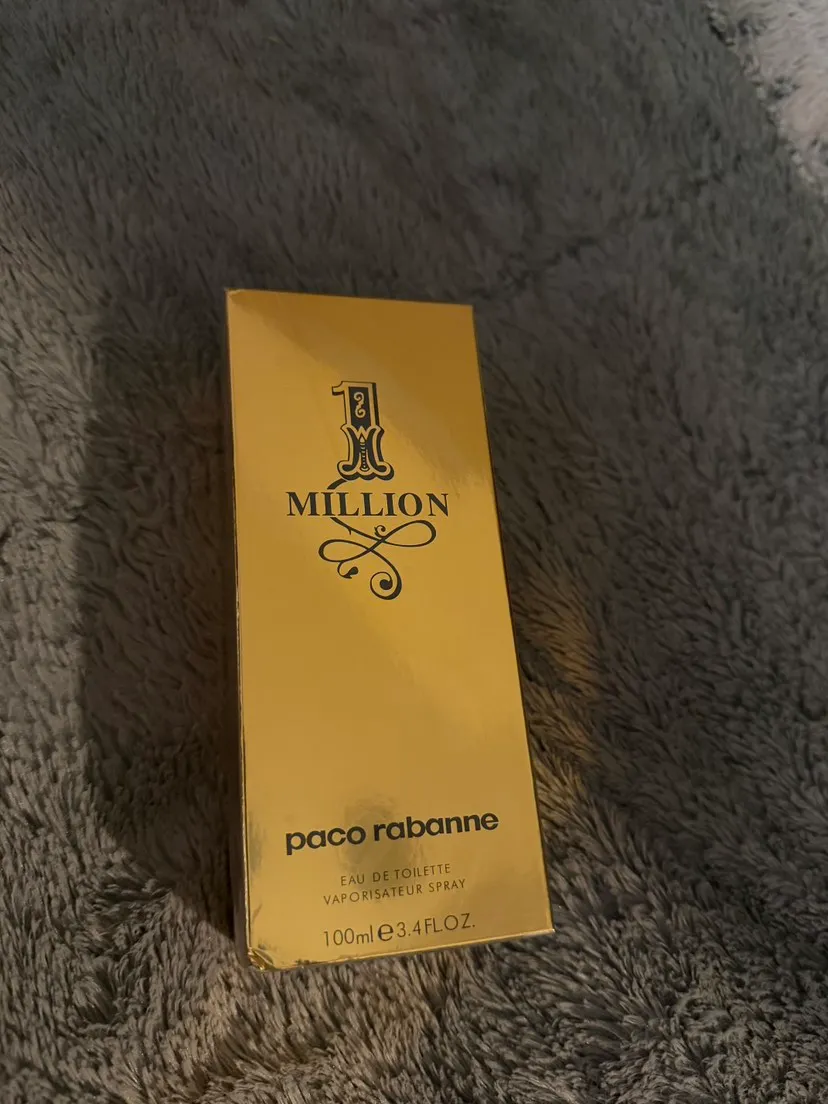 1
MILLION
paco rabanne
EAU DE TOILETTE
VAPORISATEUR SPRAY
100ml e 3.4FL.OZ.